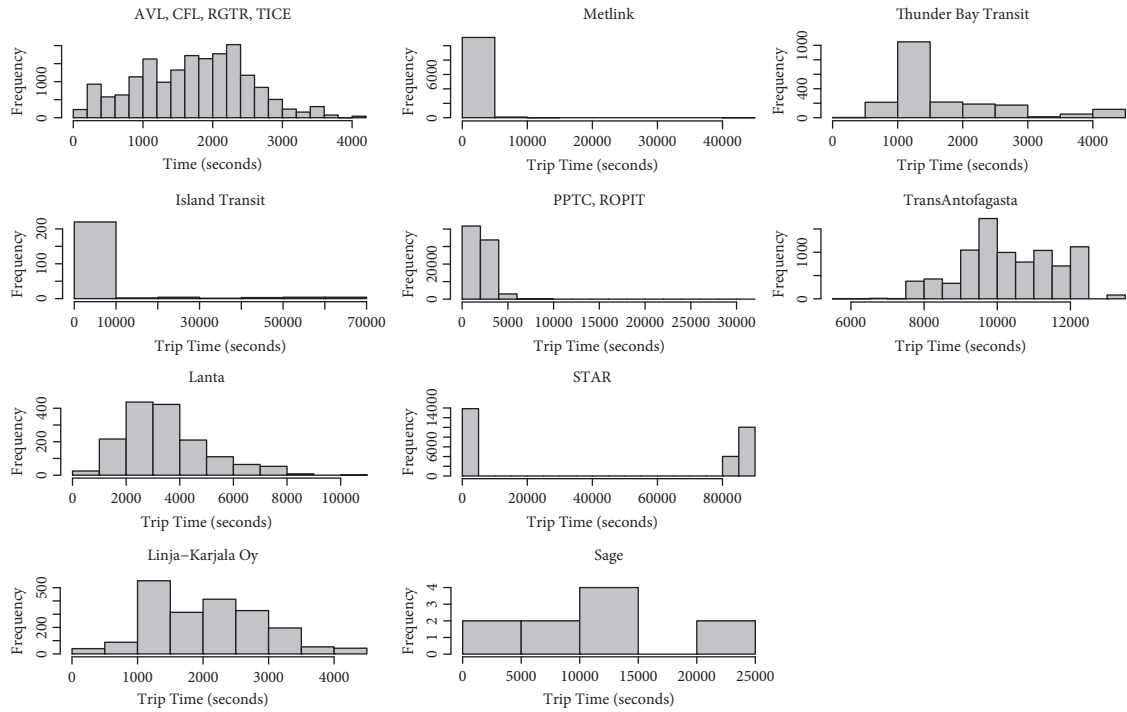 AVL, CFL, RGTR, TICE
Frequency
0 1000
0 1000 2000 3000 4000
Time (seconds)
Metlink
Frequency
0 6000
0 10000 20000 30000 40000
Trip Time (seconds)
Thunder Bay Transit
Frequency
0 400 1000
0 1000 2000 3000 4000
Trip Time (seconds)
Island Transit
Frequency
0 100 200
0 10000 30000 50000 70000
Trip Time (seconds)
PPTC, ROPIT
Frequency
0 20000
0 5000 10000 15000 20000 25000 30000
Trip Time (seconds)
TransAntofagasta
Frequency
0 1000
6000 8000 10000 12000
Trip Time (seconds)
Lanta
Frequency
0 200 400
0 2000 4000 6000 8000 10000
Trip Time (seconds)
STAR
Frequency
0 6000 14000
0 20000 40000 60000 80000
Trip Time (seconds)
Linja−Karjala Oy
Frequency
0 200 500
0 1000 2000 3000 4000
Trip Time (seconds)
Sage
Frequency
0 1 2 3 4
0 5000 10000 15000 20000 25000
Trip Time (seconds)